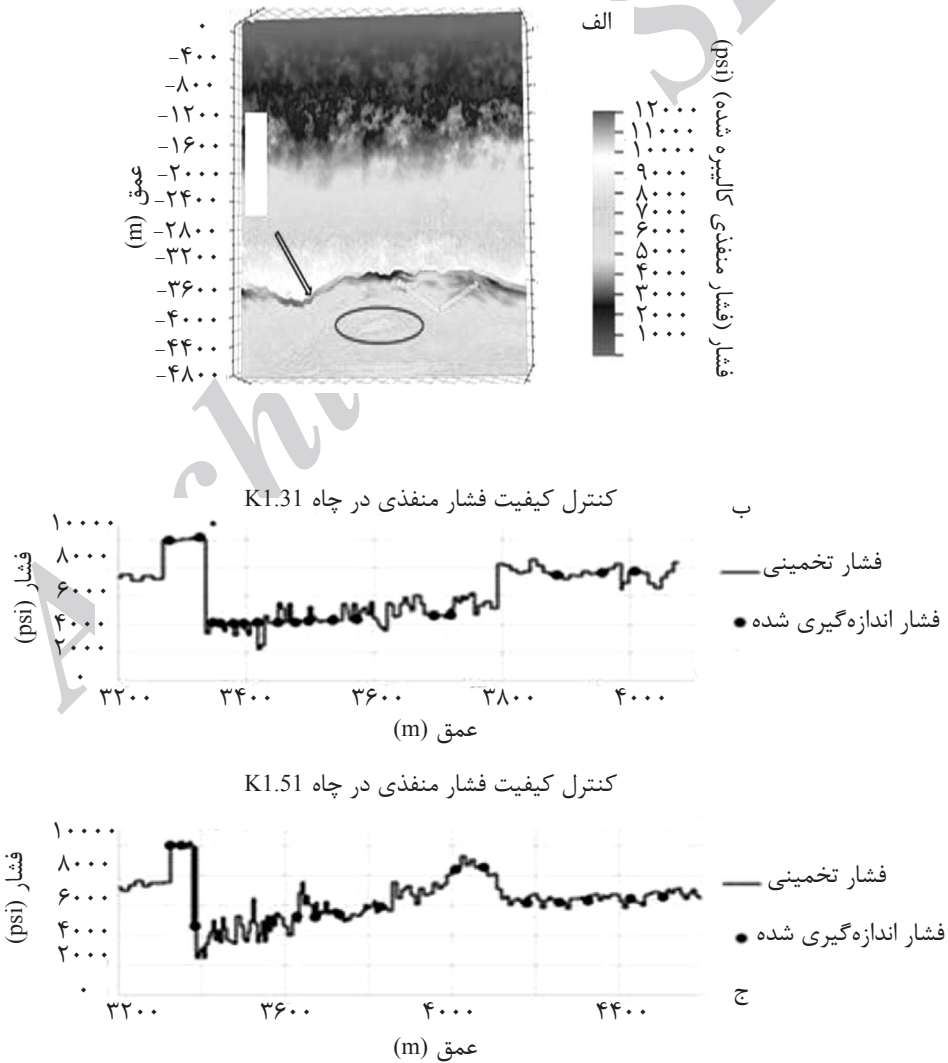 الف
۰
-۴۰۰
-۸۰۰
-۱۲۰۰
-۱۶۰۰
-۲۰۰۰
-۲۴۰۰
-۲۸۰۰
-۳۲۰۰
-۳۶۰۰
-۴۰۰۰
-۴۴۰۰
-۴۸۰۰
عمق (m)
۱۲۰۰۰
۱۱۰۰۰
۱۰۰۰۰
۹۰۰۰
۸۰۰۰
۷۰۰۰
۶۰۰۰
۵۰۰۰
۴۰۰۰
۳۰۰۰
۲۰۰۰
۱۰۰۰
فشار (فشار منفذی کالیبره شده) (psi)
کنترل کیفیت فشار منفذی در چاه K1.31
ب
۱۰۰۰۰
۸۰۰۰
۶۰۰۰
۴۰۰۰
۲۰۰۰
۰
فشار (psi)
۳۲۰۰ ۳۴۰۰ ۳۶۰۰ ۳۸۰۰ ۴۰۰۰
عمق (m)
فشار تخمینی
فشار اندازه‌گیری شده
کنترل کیفیت فشار منفذی در چاه K1.51
۱۰۰۰۰
۸۰۰۰
۶۰۰۰
۴۰۰۰
۲۰۰۰
۰
فشار (psi)
۳۲۰۰ ۳۶۰۰ ۴۰۰۰ ۴۴۰۰
عمق (m)
فشار تخمینی
فشار اندازه‌گیری شده
ج